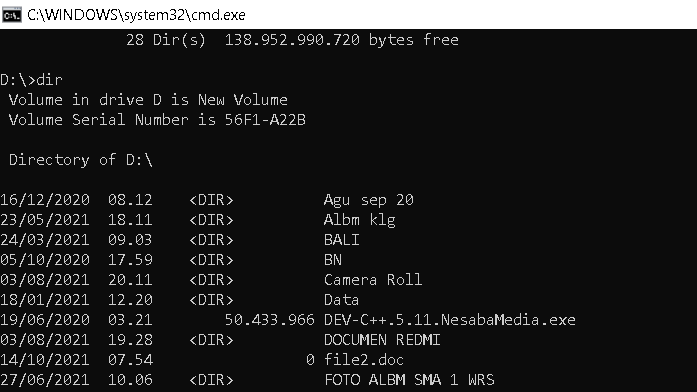 C:\WINDOWS\system32\cmd.exe
28 Dir(s) 138.952.990.720 bytes free
D:\>dir
Volume in drive D is New Volume
Volume Serial Number is 56F1-A22B
Directory of D:\
16/12/2020 08.12 <DIR> Agu sep 20
23/05/2021 18.11 <DIR> Albm klg
24/03/2021 09.03 <DIR> BALI
05/10/2020 17.59 <DIR> BN
03/08/2021 20.11 <DIR> Camera Roll
18/01/2021 12.20 <DIR> Data
19/06/2020 03.21 50.433.966 DEV-C++.5.11.NesabaMedia.exe
03/08/2021 19.28 <DIR> DOCUMEN REDMI
14/10/2021 07.54 0 file2.doc
27/06/2021 10.06 <DIR> FOTO ALBM SMA 1 WRS